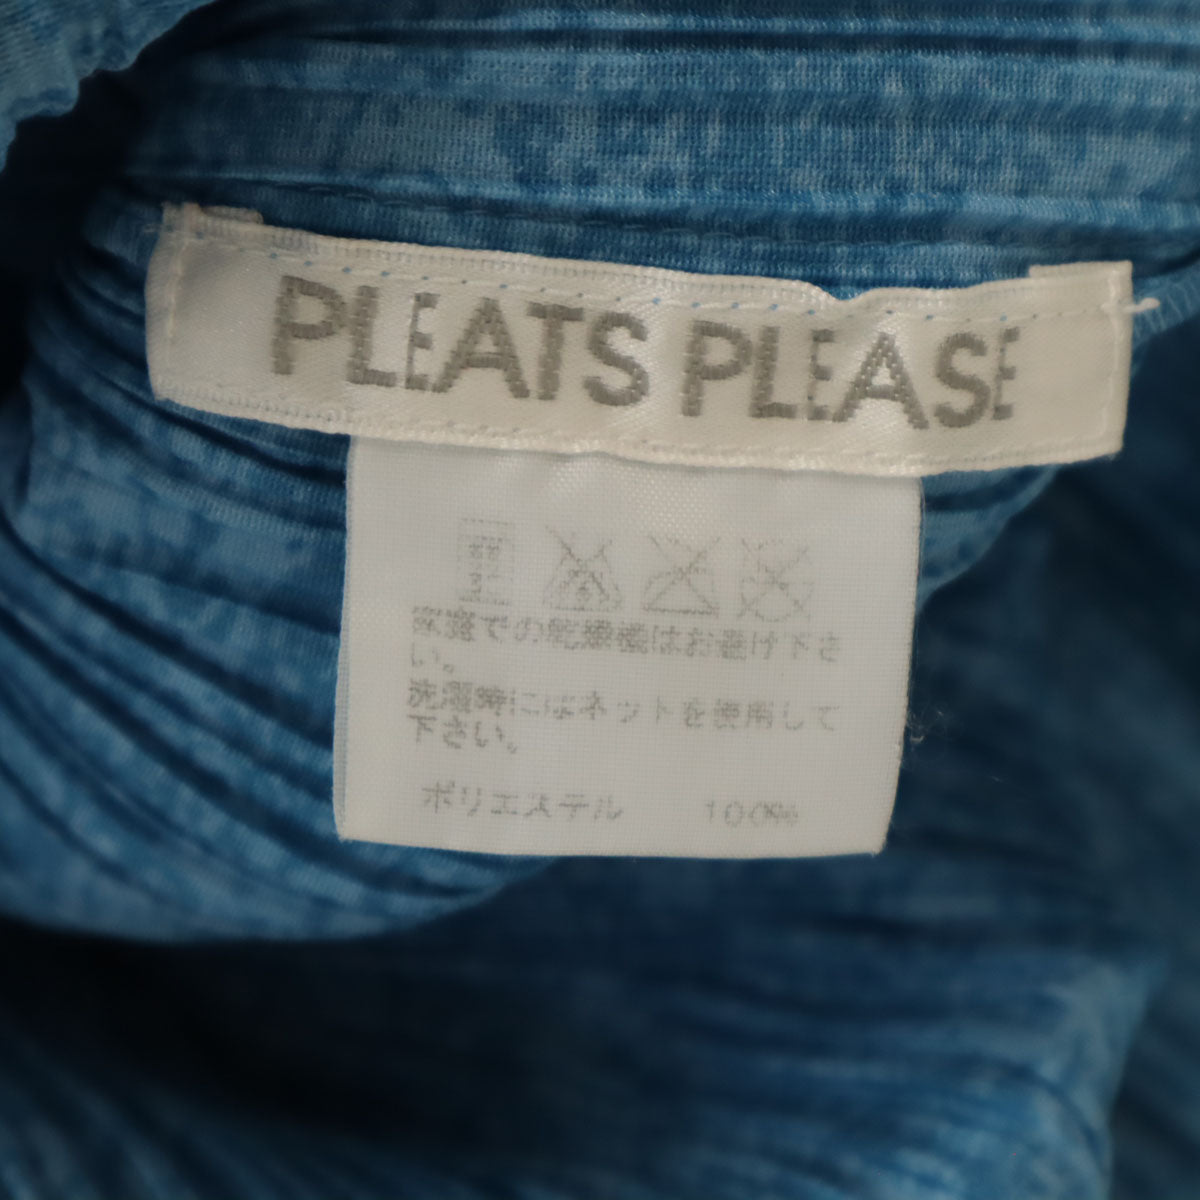 PLEATS PLEASE
家庭での乾燥機はお避け下さ
い。
洗濯時にはネットを使用して
下さい。
ポリエステル 100%